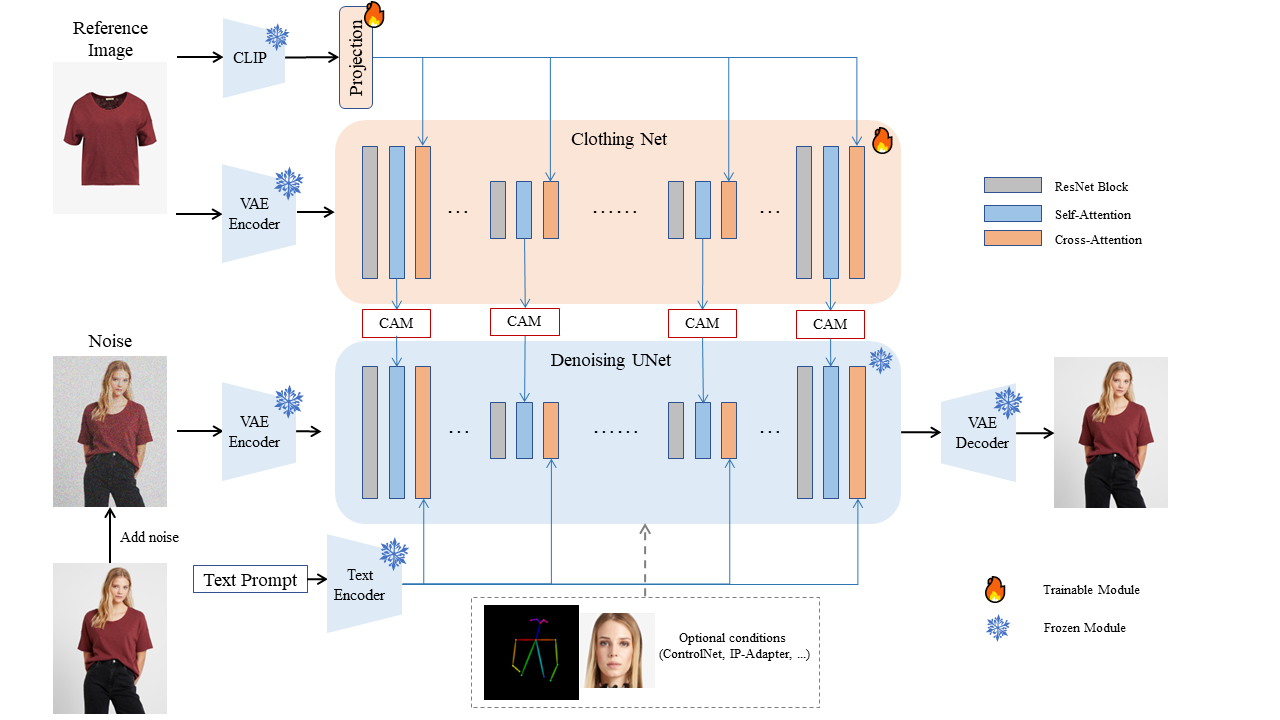 Reference
Image
CLIP
Projection
Clothing Net
VAE
Encoder
... ...... ...
ResNet Block
Self-Attention
Cross-Attention
CAM CAM CAM CAM
Noise
Denoising UNet
VAE
Encoder
... ...... ...
VAE
Decoder
Add noise
Text Prompt
Text
Encoder
Optional conditions
(ControlNet, IP-Adapter, ...)
Trainable Module
Frozen Module